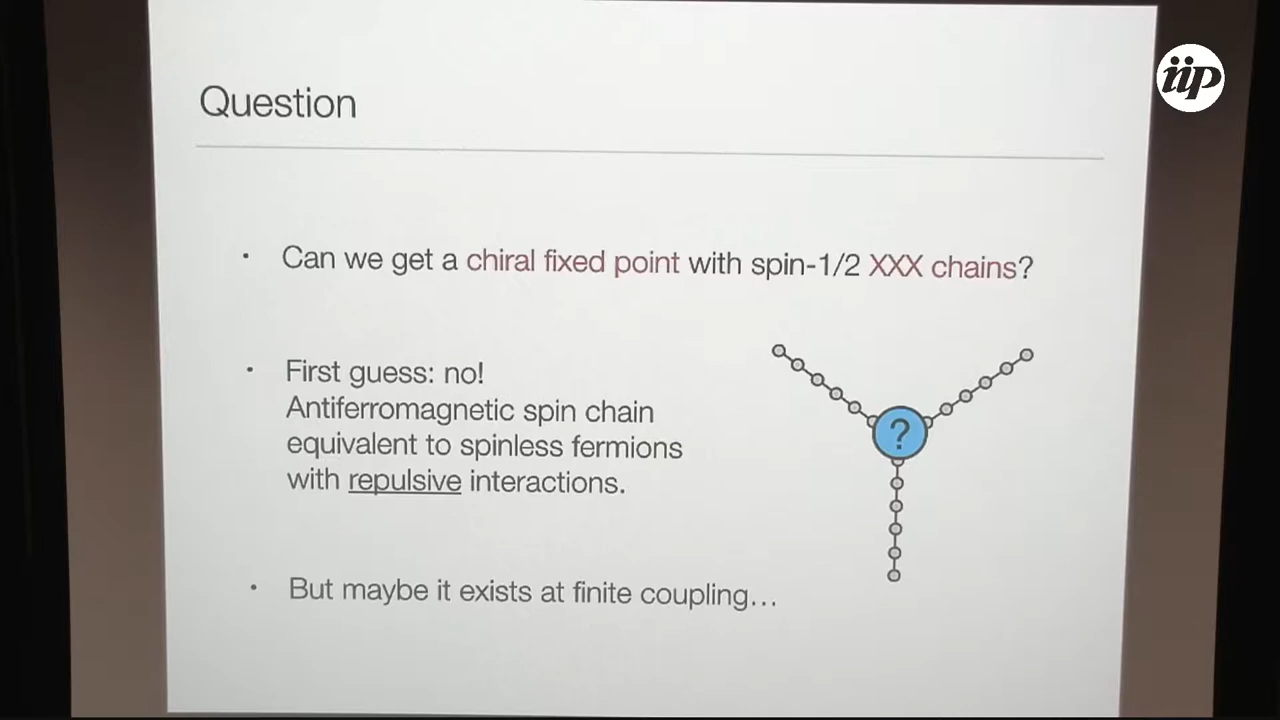 iip
Question
· Can we get a chiral fixed point with spin-1/2 XXX chains?
· First guess: no!
Antiferromagnetic spin chain
equivalent to spinless fermions
with repulsive interactions.
?
· But maybe it exists at finite coupling...